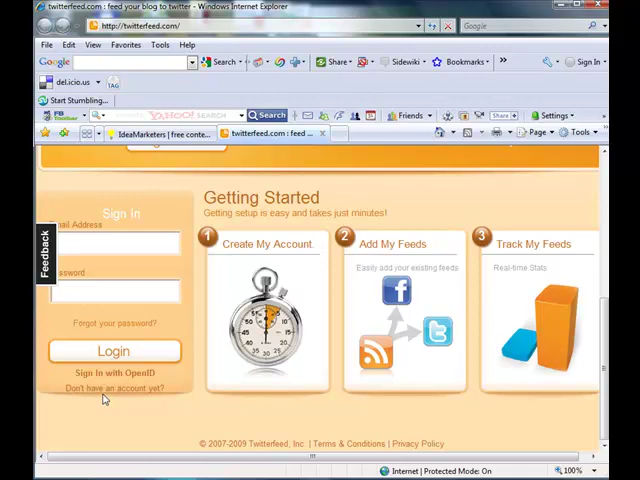 twitterfeed.com : feed your blog to twitter - Windows Internet Explorer
http://twitterfeed.com/
Google
File Edit View Favorites Tools Help
Google Search Share Sidewiki Bookmarks Sign In
del.icio.us TAG
Start Stumbling...
FB Toolbar YAHOO! SEARCH Search Friends Share Settings
IdeaMarketers | free conte... twitterfeed.com : feed ... Page Tools
Feedback
Sign In
Email Address
Password
Forgot your password?
Login
Sign In with OpenID
Don't have an account yet?
Getting Started
Getting setup is easy and takes just minutes!
1 Create My Account.
2 Add My Feeds
Easily add your existing feeds
3 Track My Feeds
Real-time Stats
© 2007-2009 Twitterfeed, Inc. | Terms & Conditions | Privacy Policy
Internet | Protected Mode: On 100%